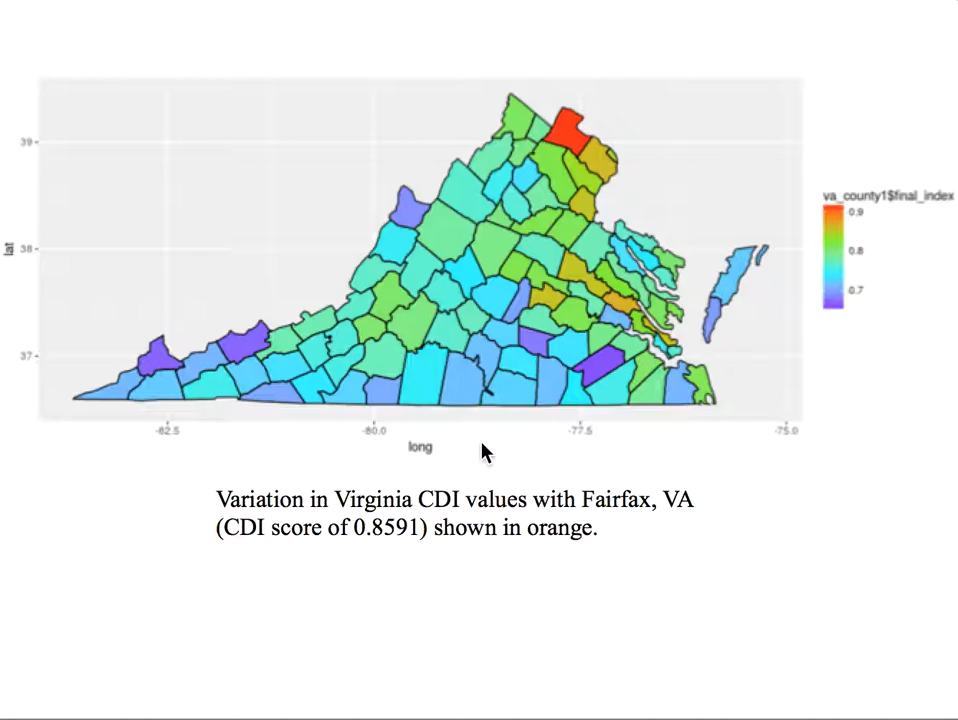 39
38
37
lat
-82.5
-80.0
-77.5
-75.0
long
va_county1$final_index
0.9
0.8
0.7
Variation in Virginia CDI values with Fairfax, VA
(CDI score of 0.8591) shown in orange.